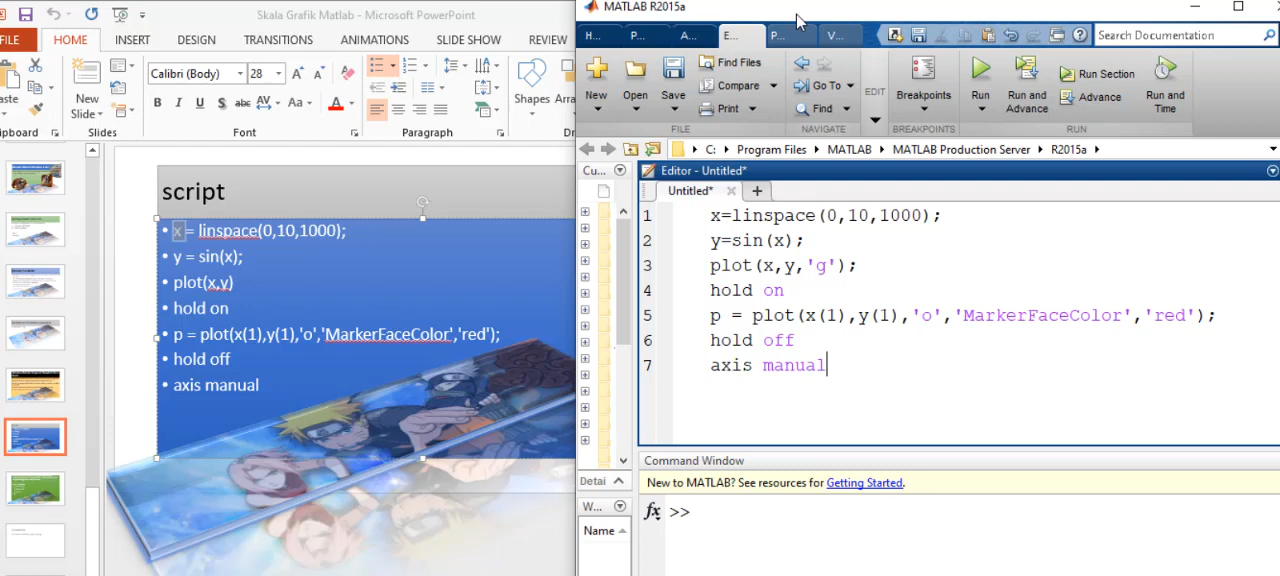 Skala Grafik Matlab - Microsoft PowerPoint
FILE HOME INSERT DESIGN TRANSITIONS ANIMATIONS SLIDE SHOW REVIEW
Calibri (Body) 28
New
Slide
B I U S abc AV Aa A
Shapes
Slides Font Paragraph
script
• x = linspace(0,10,1000);
• y = sin(x);
• plot(x,y)
• hold on
• p = plot(x(1),y(1),'o','MarkerFaceColor','red');
• hold off
• axis manual
MATLAB R2015a
H... P... A... E... P... V...
Search Documentation
New Open Save
Find Files
Compare
Print
Go To
Find
EDIT
Breakpoints
Run
Run and
Advance
Run Section
Advance
Run and
Time
FILE NAVIGATE BREAKPOINTS RUN
C: Program Files MATLAB MATLAB Production Server R2015a
Cu...
Editor - Untitled*
Untitled* +
1 x=linspace(0,10,1000);
2 y=sin(x);
3 plot(x,y,'g');
4 hold on
5 p = plot(x(1),y(1),'o','MarkerFaceColor','red');
6 hold off
7 axis manual
Detai
W...
Name
Command Window
New to MATLAB? See resources for Getting Started.
fx >>